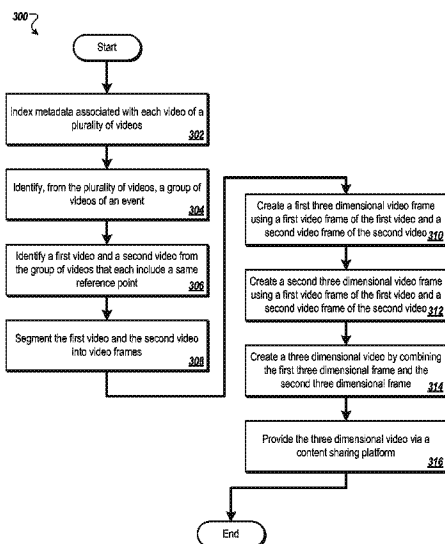 300
Start
Index metadata associated with each video of a
plurality of videos
302
Identify, from the plurality of videos, a group of
videos of an event
304
Identify a first video and a second video from
the group of videos that each include a same
reference point
306
Segment the first video and the second video
into video frames
308
Create a first three dimensional video frame
using a first video frame of the first video and a
second video frame of the second video
310
Create a second three dimensional video frame
using a first video frame of the first video and a
second video frame of the second video
312
Create a three dimensional video by combining
the first three dimensional frame and the
second three dimensional frame
314
Provide the three dimensional video via a
content sharing platform
316
End